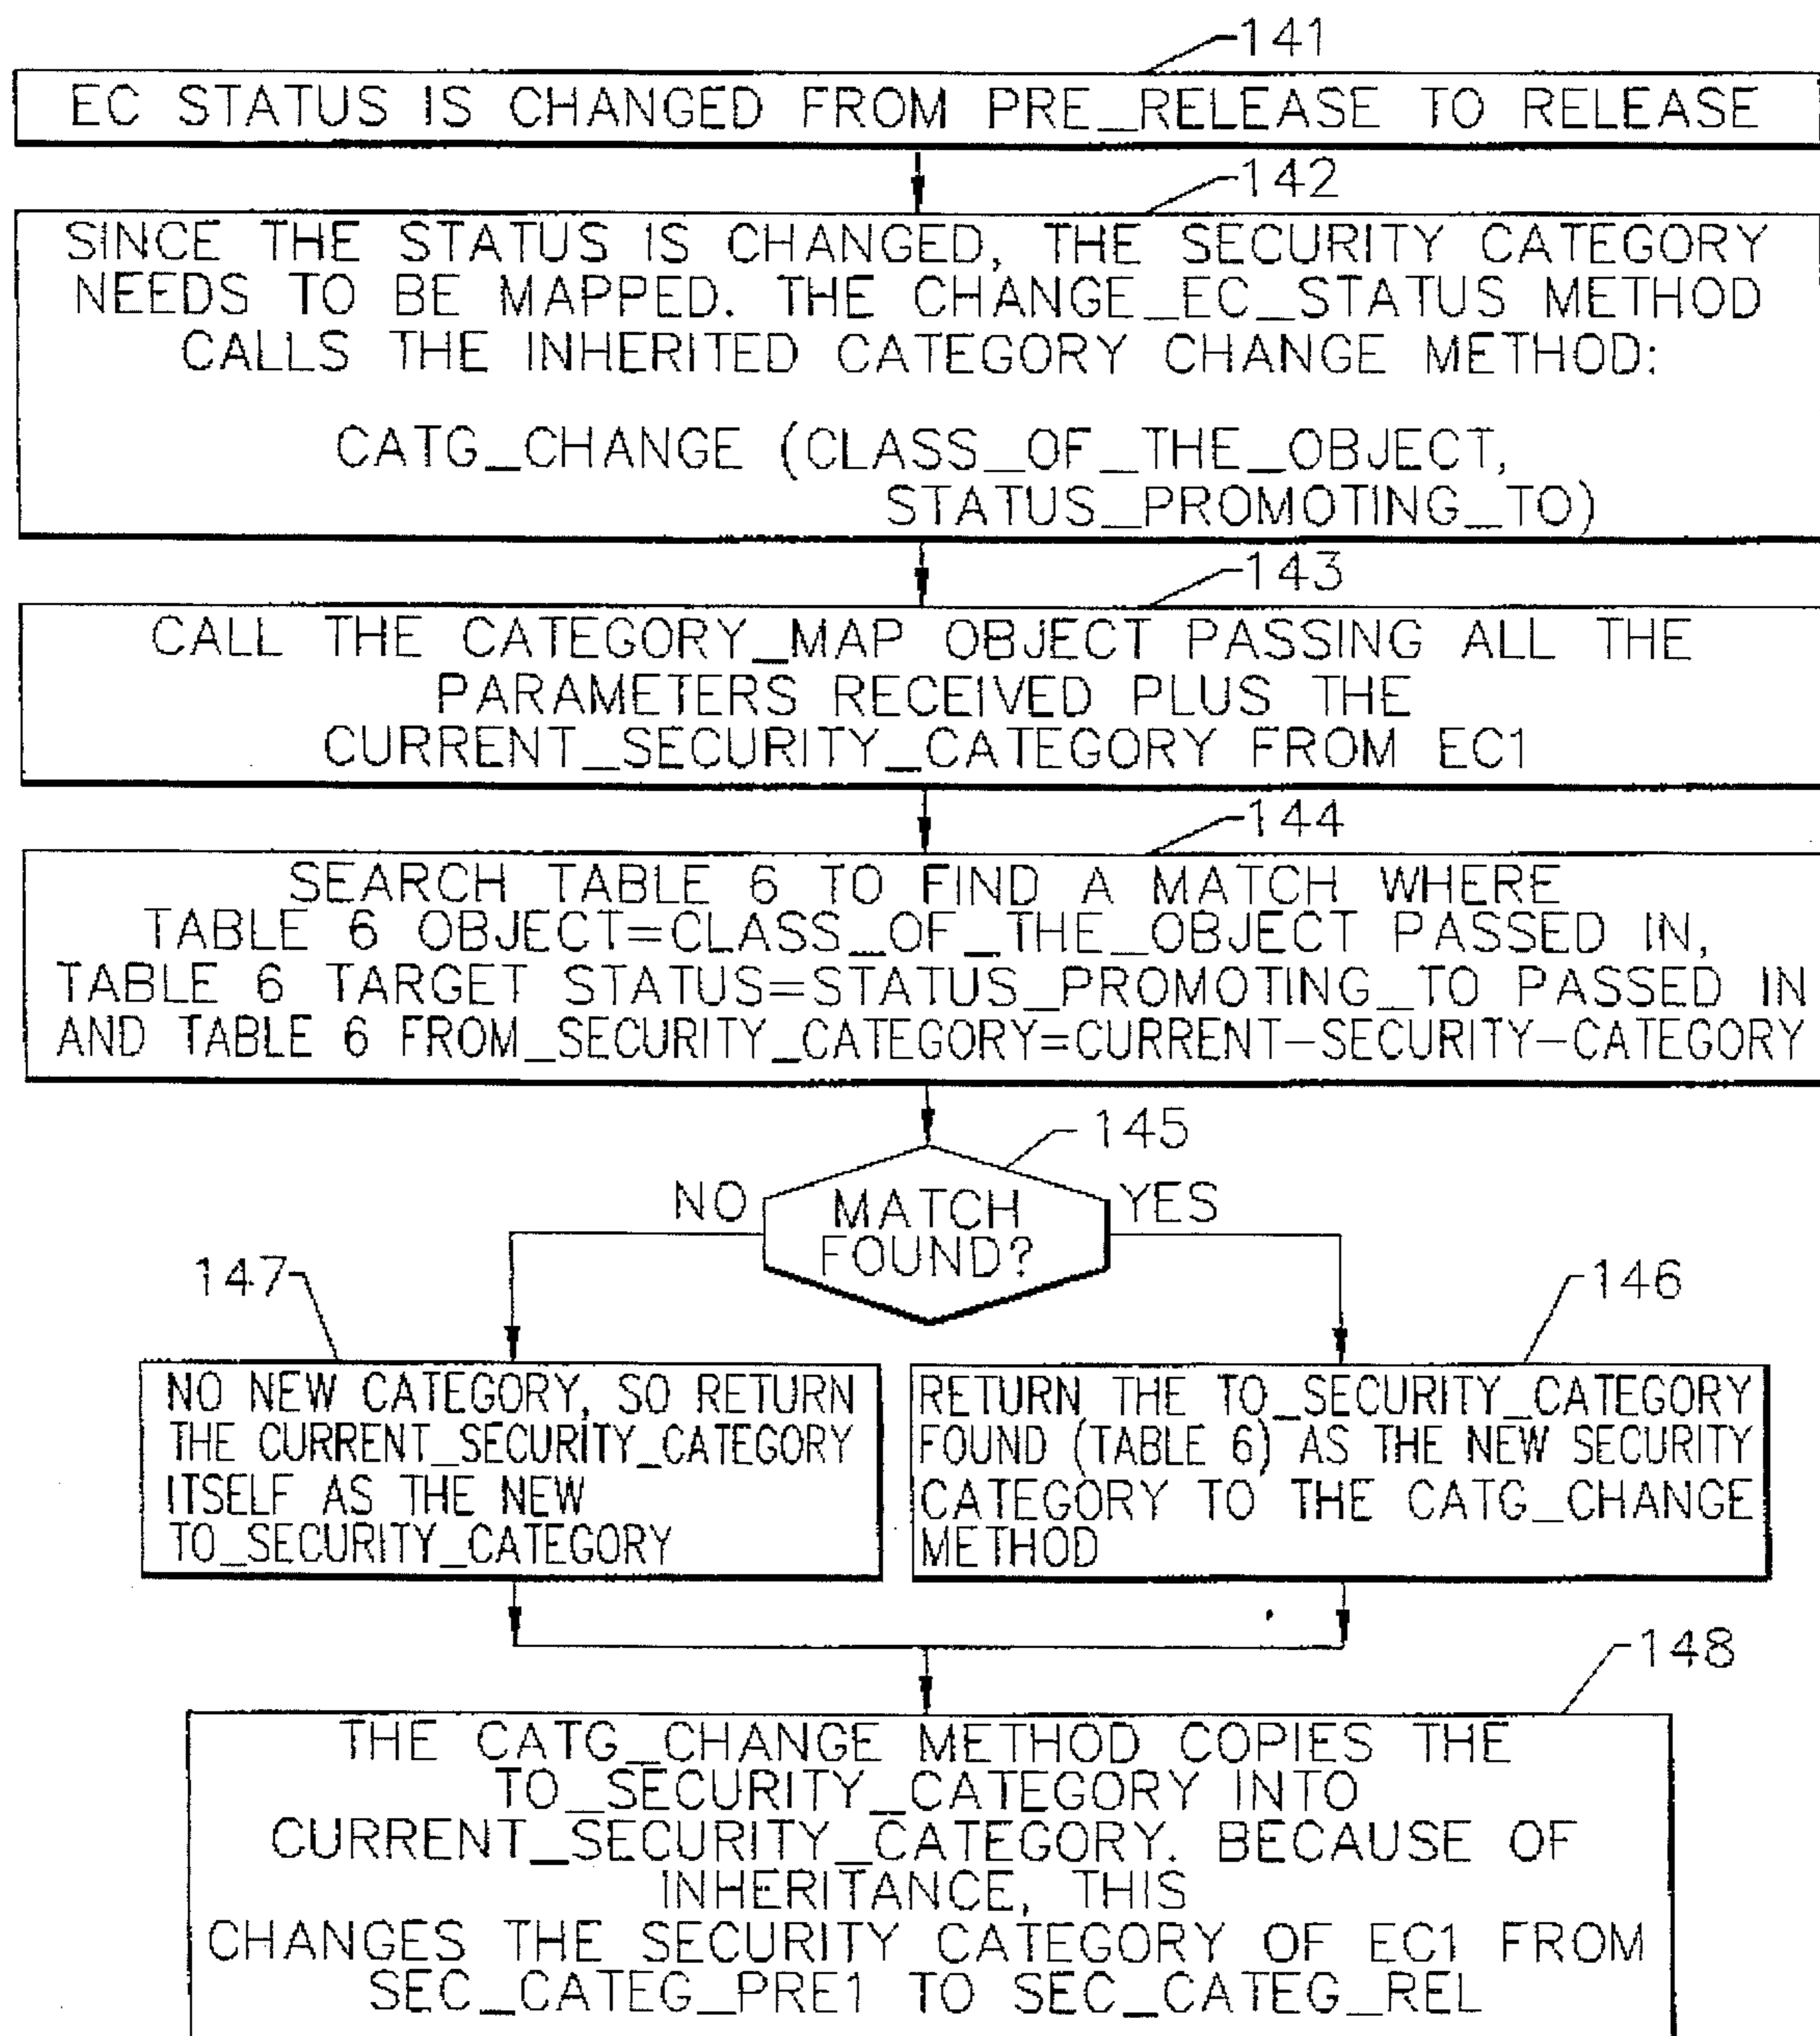 141
EC STATUS IS CHANGED FROM PRE_RELEASE TO RELEASE
142
SINCE THE STATUS IS CHANGED, THE SECURITY CATEGORY
NEEDS TO BE MAPPED. THE CHANGE_EC_STATUS METHOD
CALLS THE INHERITED CATEGORY CHANGE METHOD:
CATG_CHANGE (CLASS_OF_THE_OBJECT,
STATUS_PROMOTING_TO)
143
CALL THE CATEGORY_MAP OBJECT PASSING ALL THE
PARAMETERS RECEIVED PLUS THE
CURRENT_SECURITY_CATEGORY FROM EC1
144
SEARCH TABLE 6 TO FIND A MATCH WHERE
TABLE 6 OBJECT=CLASS_OF_THE_OBJECT PASSED IN,
TABLE 6 TARGET STATUS=STATUS_PROMOTING_TO PASSED IN
AND TABLE 6 FROM_SECURITY_CATEGORY=CURRENT-SECURITY-CATEGORY
145
NO
MATCH
FOUND?
YES
147
NO NEW CATEGORY, SO RETURN
THE CURRENT_SECURITY_CATEGORY
ITSELF AS THE NEW
TO_SECURITY_CATEGORY
146
RETURN THE TO_SECURITY_CATEGORY
FOUND (TABLE 6) AS THE NEW SECURITY
CATEGORY TO THE CATG_CHANGE
METHOD
148
THE CATG_CHANGE METHOD COPIES THE
TO_SECURITY_CATEGORY INTO
CURRENT_SECURITY_CATEGORY. BECAUSE OF
INHERITANCE, THIS
CHANGES THE SECURITY CATEGORY OF EC1 FROM
SEC_CATEG_PRE1 TO SEC_CATEG_REL